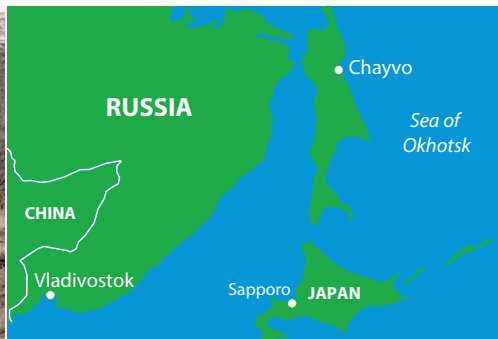 Chayvo
RUSSIA
Sea of
Okhotsk
CHINA
Vladivostok
Sapporo
JAPAN